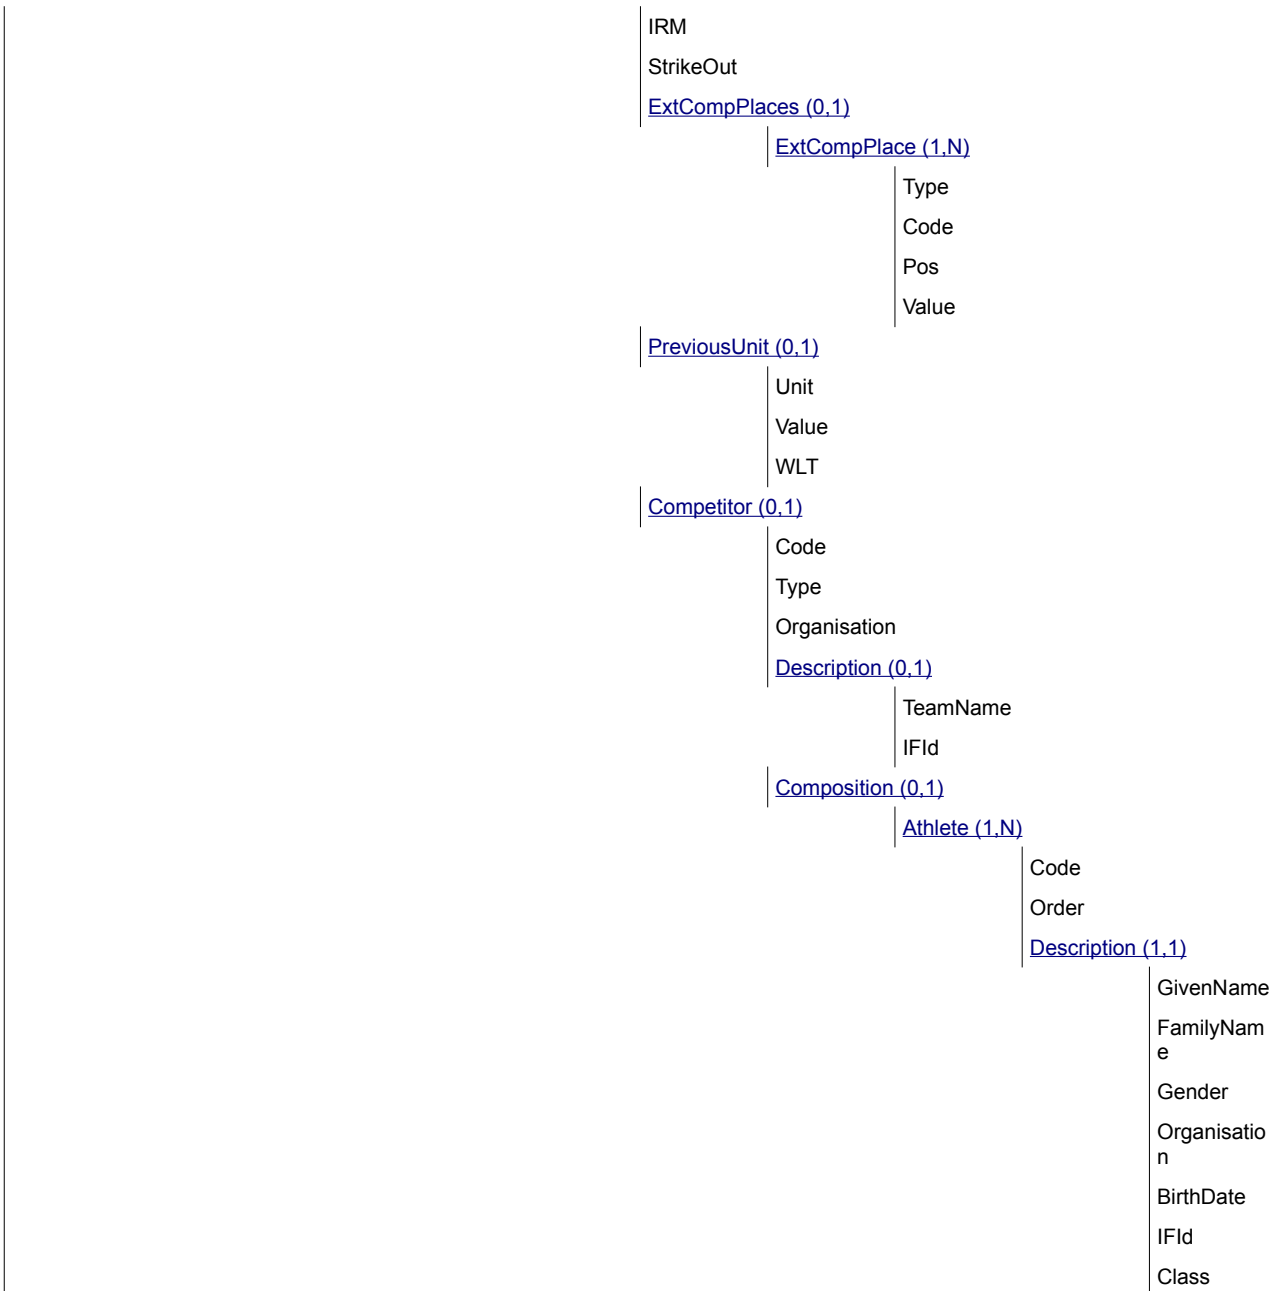 IRM
StrikeOut
ExtCompPlaces (0,1)
ExtCompPlace (1,N)
Type
Code
Pos
Value
PreviousUnit (0,1)
Unit
Value
WLT
Competitor (0,1)
Code
Type
Organisation
Description (0,1)
TeamName
IFId
Composition (0,1)
Athlete (1,N)
Code
Order
Description (1,1)
GivenName
FamilyNam
e
Gender
Organisatio
n
BirthDate
IFId
Class